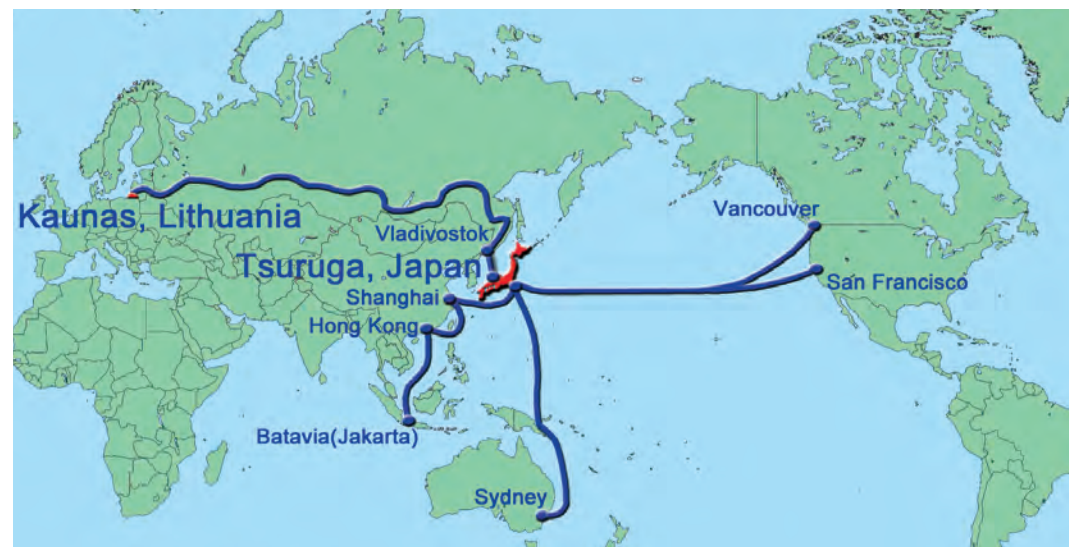 Kaunas, Lithuania
Vancouver
Vladivostok
Tsuruga, Japan
San Francisco
Shanghai
Hong Kong
Batavia(Jakarta)
Sydney